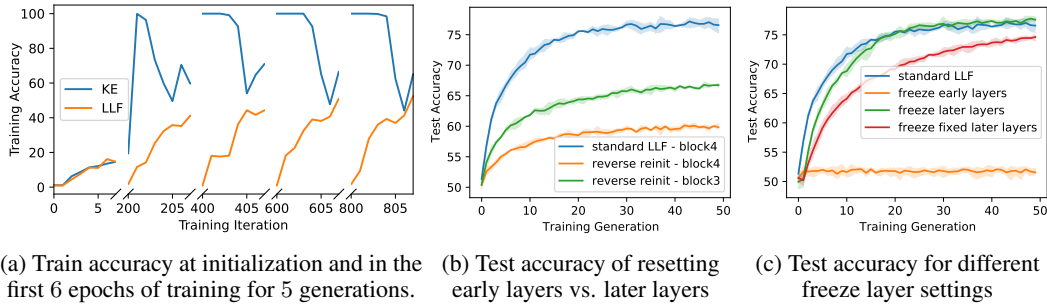 100
80
60
40
20
0
Training Accuracy
KE
LLF
0 5 200 205 400 405 600 605 800 805
Training Iteration
75
70
65
60
55
50
Test Accuracy
standard LLF - block4
reverse reinit - block4
reverse reinit - block3
0 10 20 30 40 50
Training Generation
75
70
65
60
55
50
Test Accuracy
standard LLF
freeze early layers
freeze later layers
freeze fixed later layers
0 10 20 30 40 50
Training Generation
(a) Train accuracy at initialization and in the
first 6 epochs of training for 5 generations.
(b) Test accuracy of resetting
early layers vs. later layers
(c) Test accuracy for different
freeze layer settings